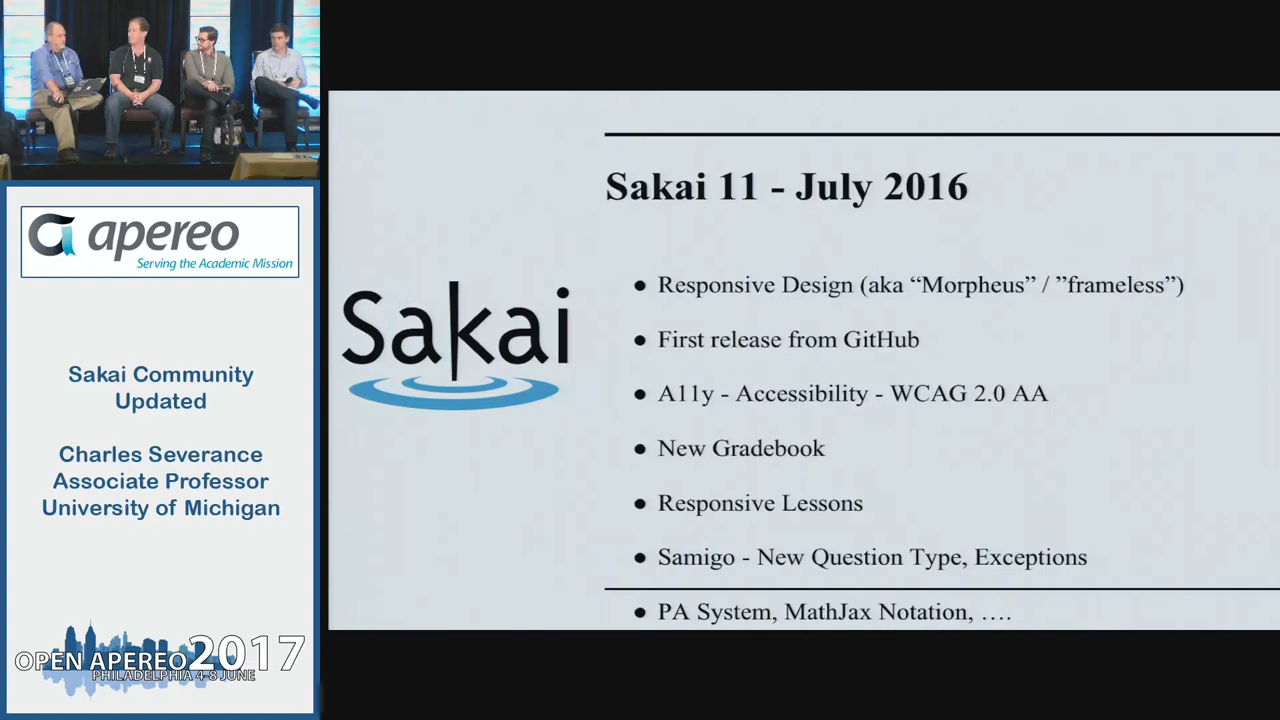 apereo
Serving the Academic Mission
Sakai Community
Updated
Charles Severance
Associate Professor
University of Michigan
OPEN APEREO 2017
PHILADELPHIA 4-8 JUNE
Sakai
Sakai 11 - July 2016
● Responsive Design (aka “Morpheus” / ”frameless”)
● First release from GitHub
● A11y - Accessibility - WCAG 2.0 AA
● New Gradebook
● Responsive Lessons
● Samigo - New Question Type, Exceptions
● PA System, MathJax Notation, ….